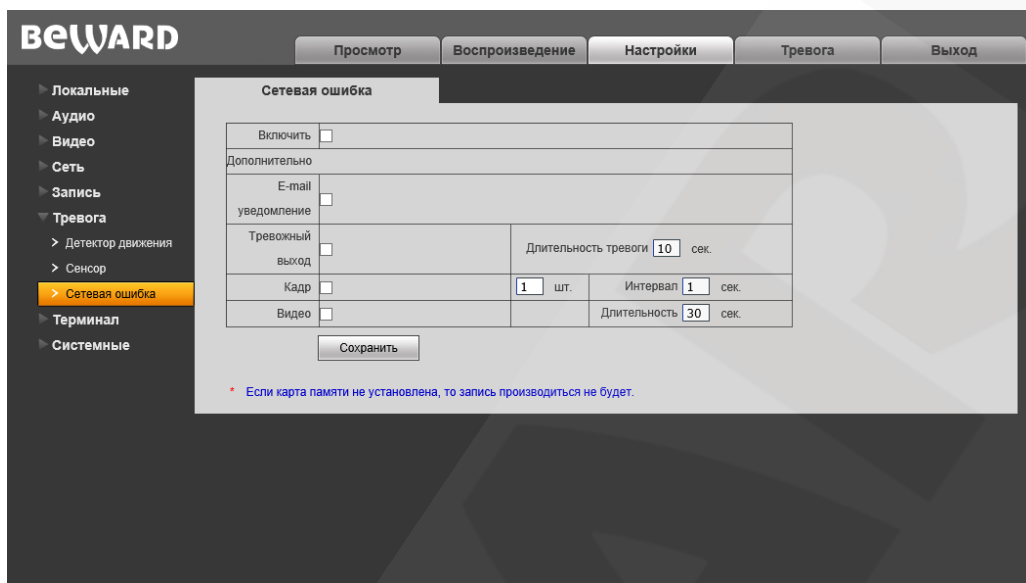 BEWARD
Просмотр Воспроизведение Настройки Тревога Выход
Локальные
Аудио
Видео
Сеть
Запись
Тревога
Детектор движения
Сенсор
Сетевая ошибка
Терминал
Системные
Сетевая ошибка
Включить
Дополнительно
E-mail
уведомление
Тревожный
выход
Длительность тревоги 10 сек.
Кадр 1 шт. Интервал 1 сек.
Видео Длительность 30 сек.
Сохранить
* Если карта памяти не установлена, то запись производиться не будет.